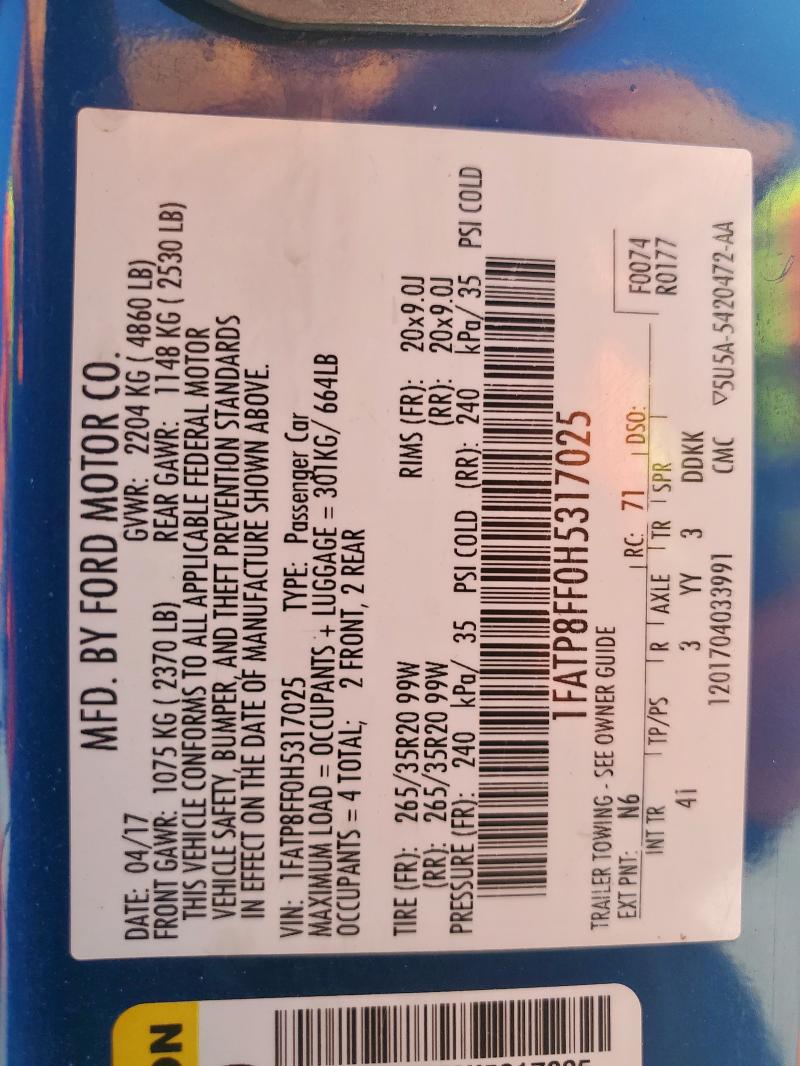 MFD. BY FORD MOTOR CO.
DATE: 04/17 GVWR: 2204 KG ( 4860 LB)
FRONT GAWR: 1075 KG ( 2370 LB) REAR GAWR: 1148 KG ( 2530 LB)
THIS VEHICLE CONFORMS TO ALL APPLICABLE FEDERAL MOTOR
VEHICLE SAFETY, BUMPER, AND THEFT PREVENTION STANDARDS
IN EFFECT ON THE DATE OF MANUFACTURE SHOWN ABOVE.
VIN: 1FATP8FF0H5317025 TYPE: Passenger Car
MAXIMUM LOAD = OCCUPANTS + LUGGAGE = 301KG/ 664LB
OCCUPANTS = 4 TOTAL; 2 FRONT, 2 REAR
TIRE (FR): 265/35R20 99W RIMS (FR): 20x9.0J
(RR): 265/35R20 99W (RR): 20x9.0J
PRESSURE (FR): 240 kPa/ 35 PSI COLD (RR): 240 kPa/ 35 PSI COLD
1FATP8FF0H5317025
TRAILER TOWING - SEE OWNER GUIDE
EXT PNT: N6 RC: 71 DSO: F0074
INT TR TP/PS R AXLE TR SPR R0177
4i 3 YY 3 DDKK
1201704033991 CMC ▽5U5A-5420472-AA
ON